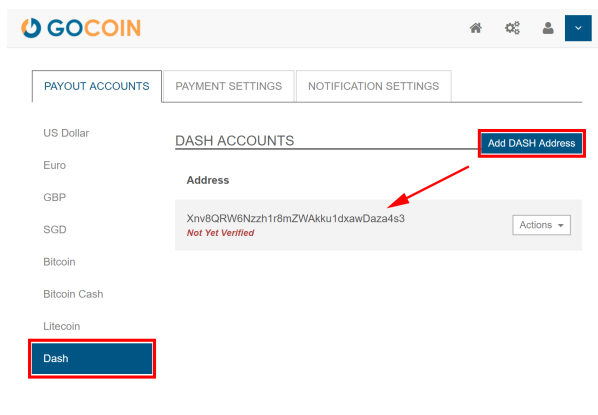 GOCOIN
PAYOUT ACCOUNTS
PAYMENT SETTINGS
NOTIFICATION SETTINGS
US Dollar
Euro
GBP
SGD
Bitcoin
Bitcoin Cash
Litecoin
Dash
DASH ACCOUNTS
Add DASH Address
Address
Xnv8QRW6Nzzh1r8mZWAkku1dxawDaza4s3
Not Yet Verified
Actions